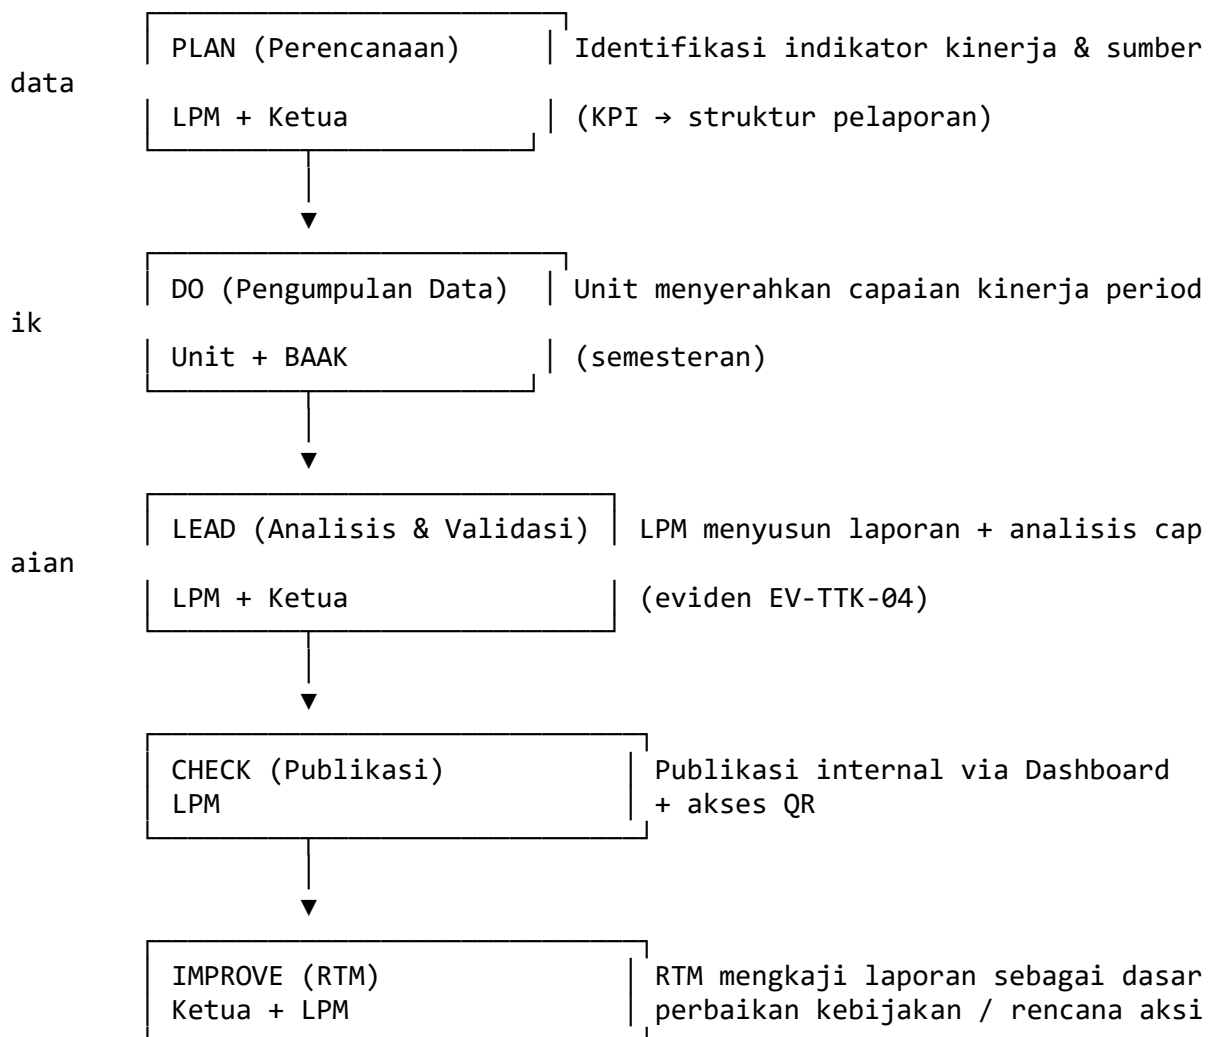 PLAN (Perencanaan) Identifikasi indikator kinerja & sumber
data
LPM + Ketua (KPI → struktur pelaporan)
DO (Pengumpulan Data) Unit menyerahkan capaian kinerja period
ik
Unit + BAAK (semesteran)
LEAD (Analisis & Validasi) LPM menyusun laporan + analisis cap
aian
LPM + Ketua (eviden EV-TTK-04)
CHECK (Publikasi) Publikasi internal via Dashboard
LPM + akses QR
IMPROVE (RTM) RTM mengkaji laporan sebagai dasar
Ketua + LPM perbaikan kebijakan / rencana aksi